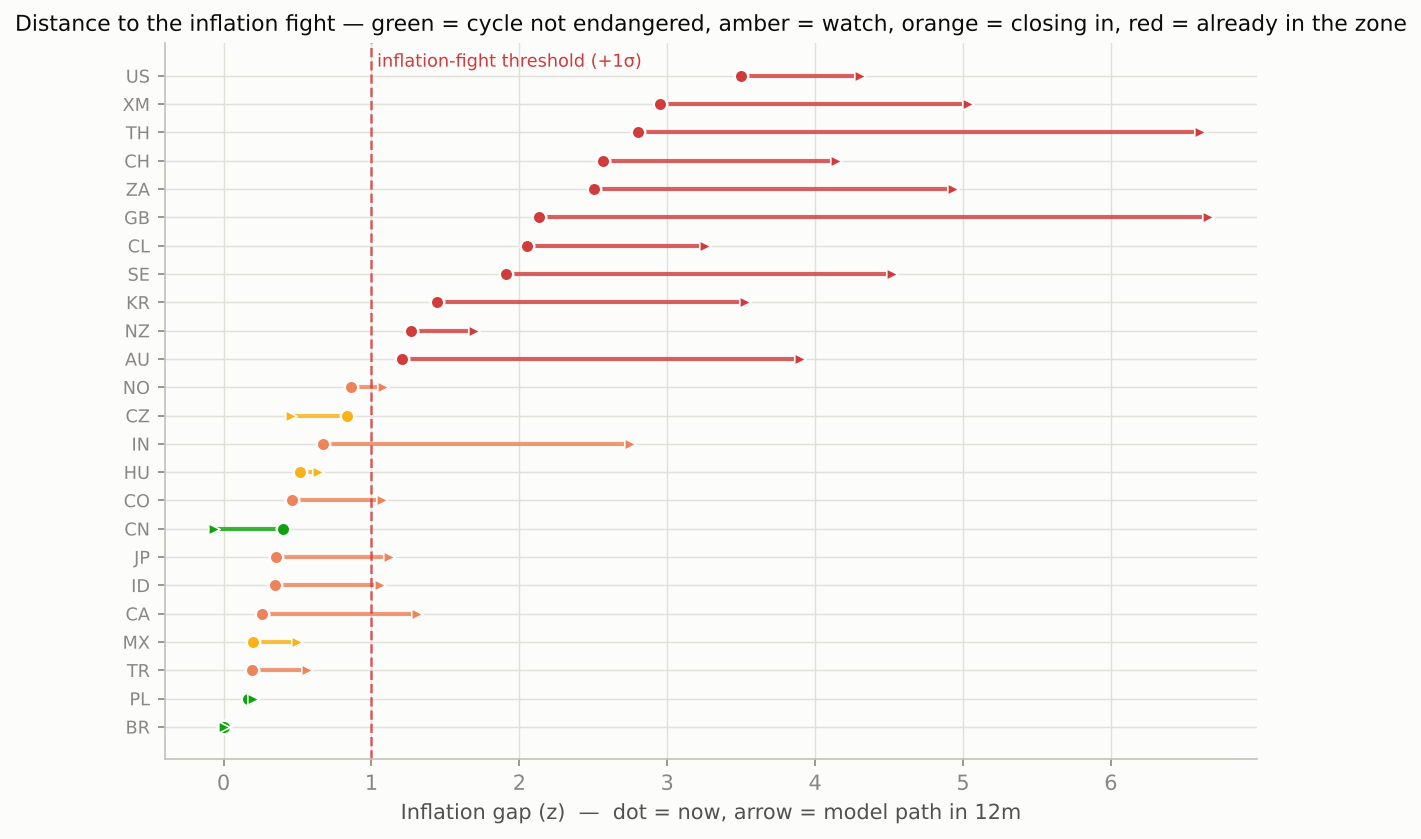 Distance to the inflation fight — green = cycle not endangered, amber = watch, orange = closing in, red = already in the zone
inflation-fight threshold (+1σ)
US
XM
TH
CH
ZA
GB
CL
SE
KR
NZ
AU
NO
CZ
IN
HU
CO
CN
JP
ID
CA
MX
TR
PL
BR
0 1 2 3 4 5 6
Inflation gap (z) — dot = now, arrow = model path in 12m